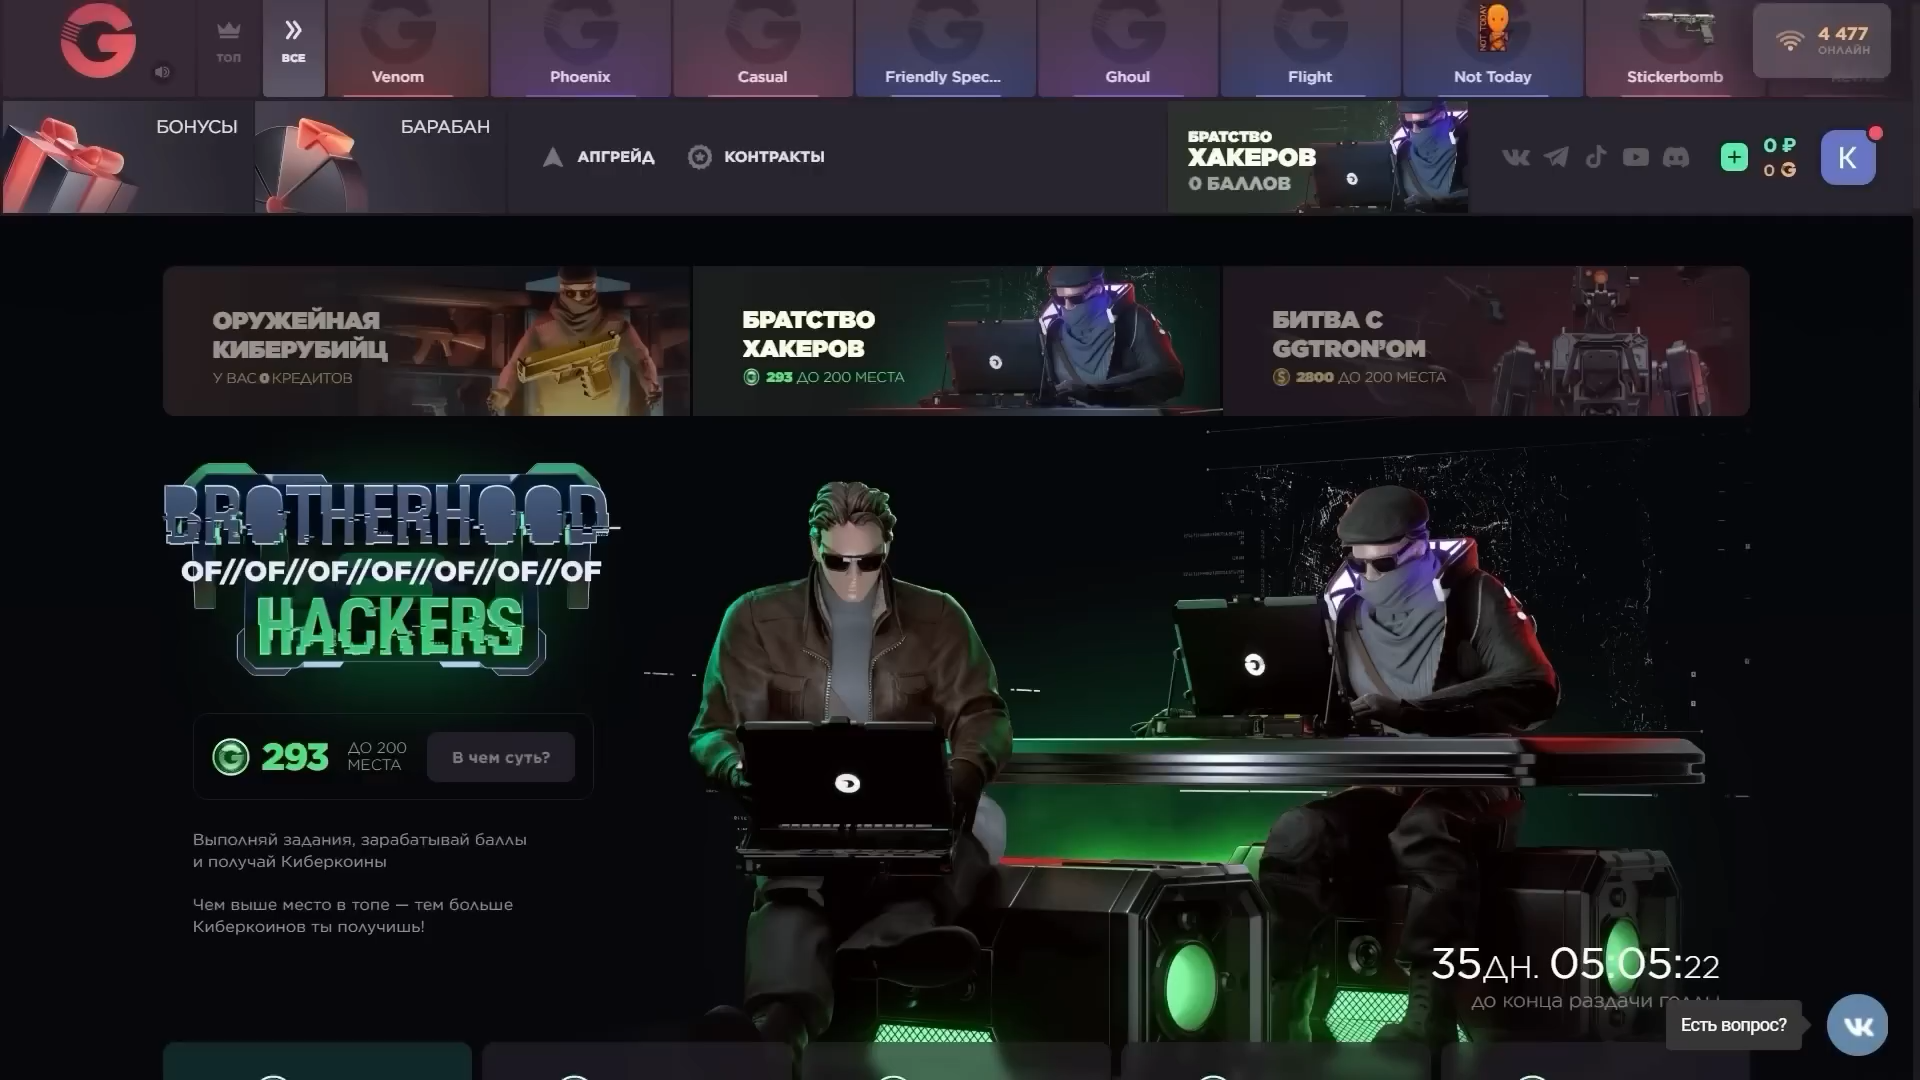 ТОП
ВСЕ
Venom
Phoenix
Casual
Friendly Spec...
Ghoul
Flight
NOT TODAY
Not Today
Stickerbomb
4 477
ОНЛАЙН
БОНУСЫ
БАРАБАН
АПГРЕЙД
КОНТРАКТЫ
БРАТСТВО
ХАКЕРОВ
0 БАЛЛОВ
0 ₽
0 G
K
ОРУЖЕЙНАЯ
КИБЕРУБИЙЦ
У ВАС 0 КРЕДИТОВ
БРАТСТВО
ХАКЕРОВ
293 ДО 200 МЕСТА
БИТВА С
GGTRON’ОМ
2800 ДО 200 МЕСТА
BROTHERHOOD
OF//OF//OF//OF//OF//OF//OF
HACKERS
293
ДО 200
МЕСТА
В чем суть?
Выполняй задания, зарабатывай баллы
и получай Киберкоины
Чем выше место в топе — тем больше
Киберкоинов ты получишь!
35ДН. 05:05:22
до конца раздачи
Есть вопрос?